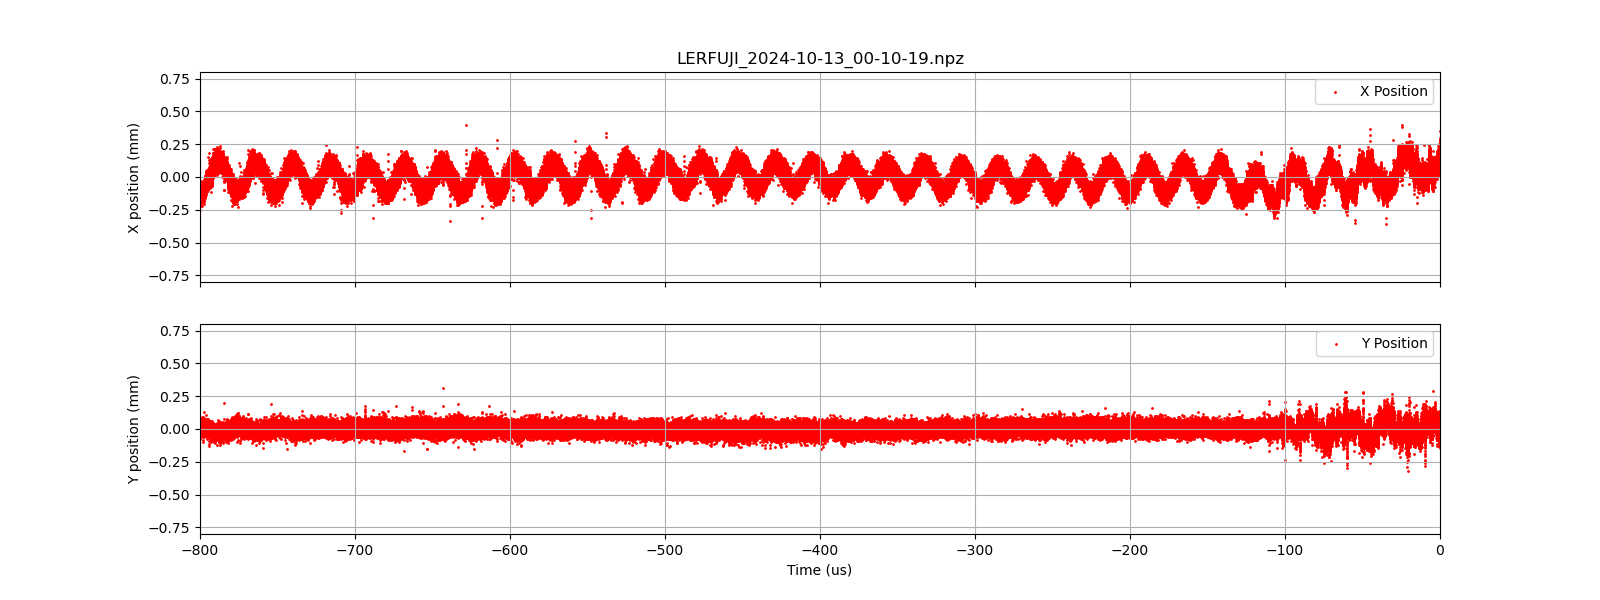 LERFUJI_2024-10-13_00-10-19.npz
0.75
0.50
0.25
0.00
−0.25
−0.50
−0.75
X position (mm)
X Position
0.75
0.50
0.25
0.00
−0.25
−0.50
−0.75
Y position (mm)
Y Position
−800 −700 −600 −500 −400 −300 −200 −100 0
Time (us)